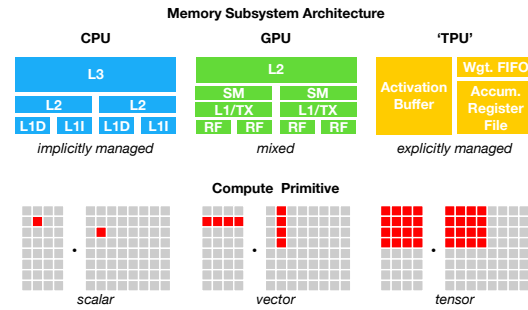 Memory Subsystem Architecture
CPU GPU ‘TPU’
L3 L2 Activation Buffer Wgt. FIFO
L2 L2 SM SM Accum. Register File
L1D L1I L1D L1I L1/TX L1/TX
RF RF RF RF
implicitly managed mixed explicitly managed
Compute Primitive
· · ·
scalar vector tensor